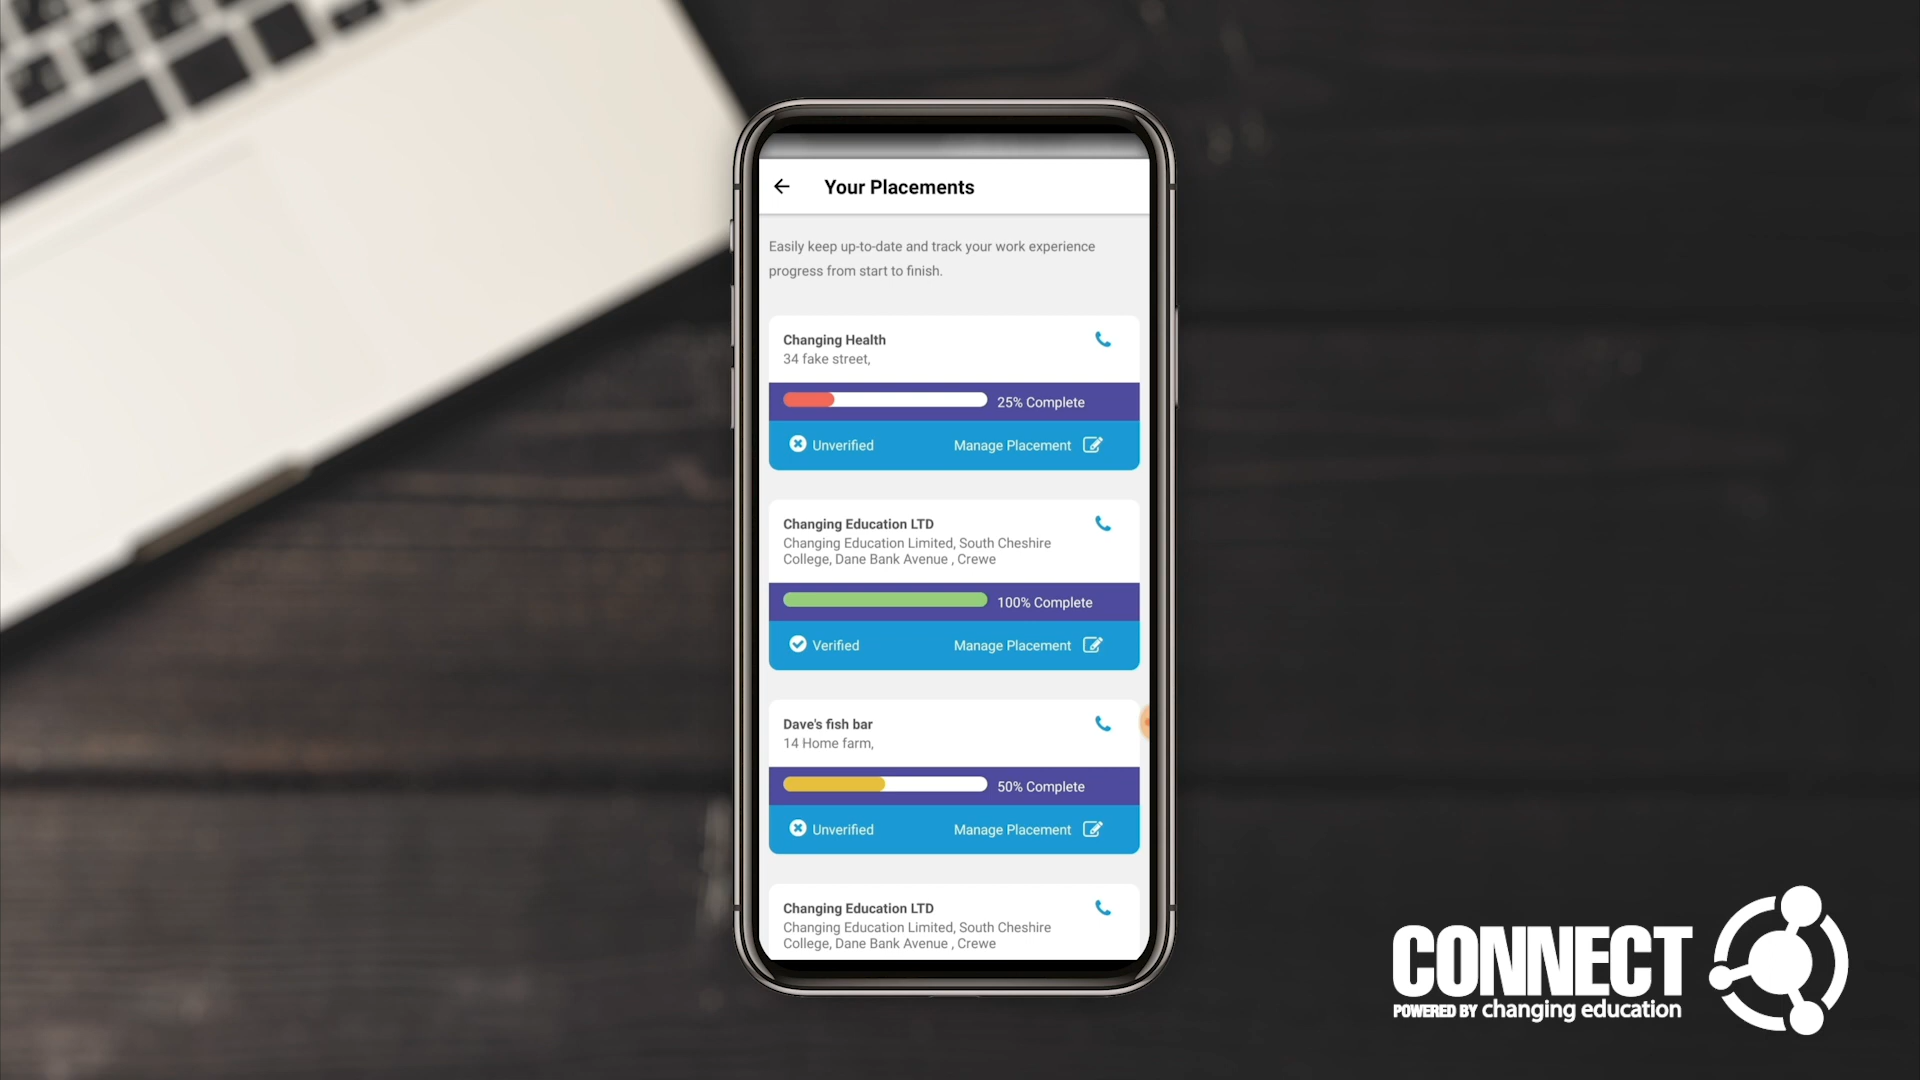 Your Placements
Easily keep up-to-date and track your work experience
progress from start to finish.
Changing Health
34 fake street,
25% Complete
Unverified
Manage Placement
Changing Education LTD
Changing Education Limited, South Cheshire
College, Dane Bank Avenue , Crewe
100% Complete
Verified
Manage Placement
Dave's fish bar
14 Home farm,
50% Complete
Unverified
Manage Placement
Changing Education LTD
Changing Education Limited, South Cheshire
College, Dane Bank Avenue , Crewe
CONNECT
POWERED BY changing education